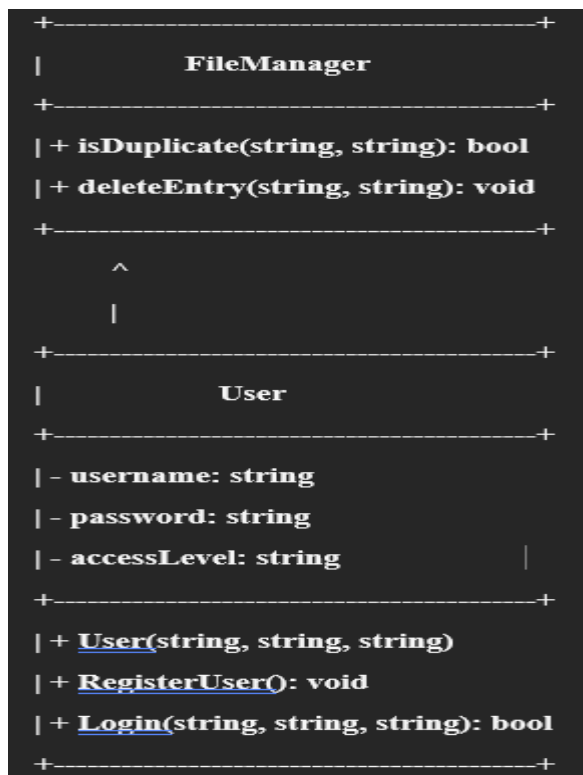 +-------------------------------------------+
| FileManager
+-------------------------------------------+
| + isDuplicate(string, string): bool
| + deleteEntry(string, string): void
+-------------------------------------------+
^
|
+-------------------------------------------+
| User
+-------------------------------------------+
| - username: string
| - password: string
| - accessLevel: string |
+-------------------------------------------+
| + User(string, string, string)
| + RegisterUser(): void
| + Login(string, string, string): bool
+-------------------------------------------+